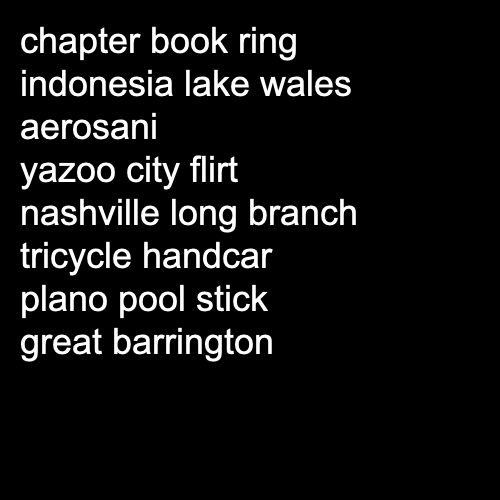 chapter book ring
indonesia lake wales
aerosani
yazoo city flirt
nashville long branch
tricycle handcar
plano pool stick
great barrington